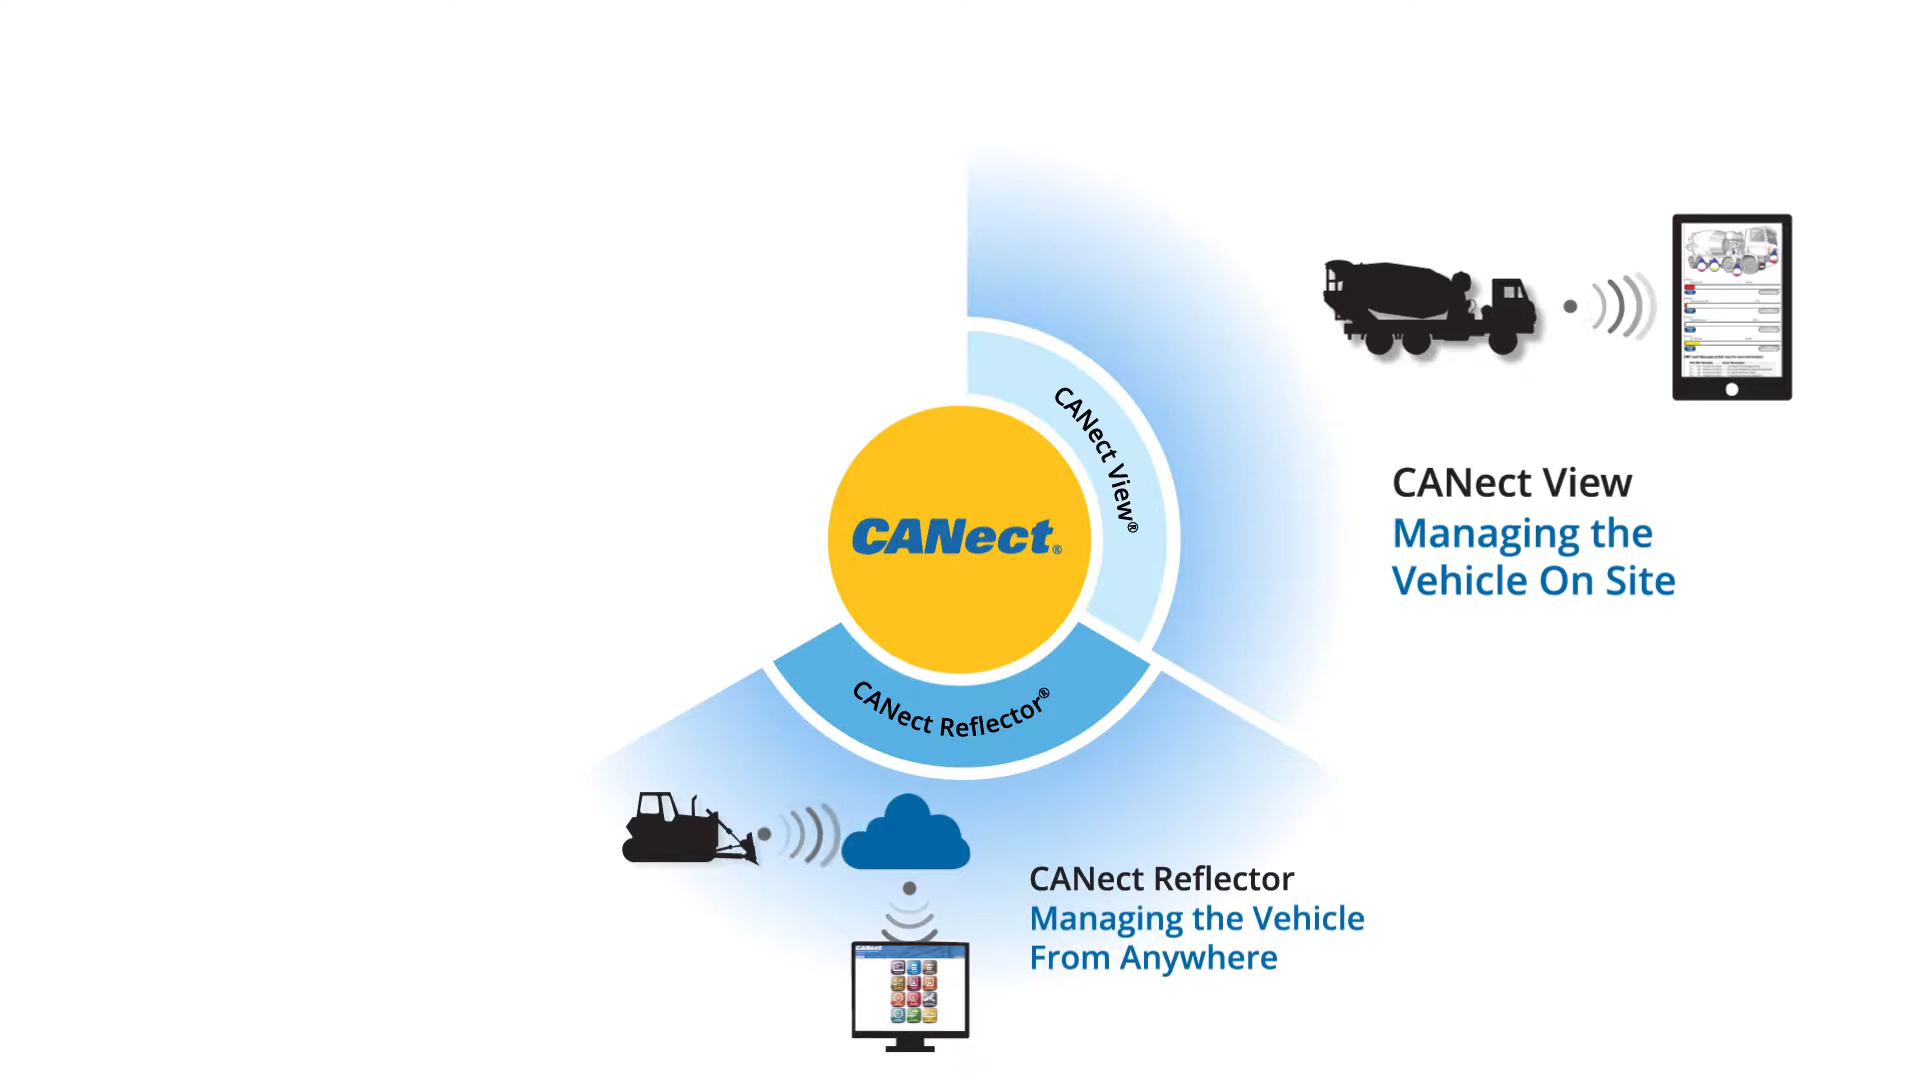 CANect View®
CANect®
CANect View
Managing the
Vehicle On Site
CANect Reflector®
CANect Reflector
Managing the Vehicle
From Anywhere
CANect